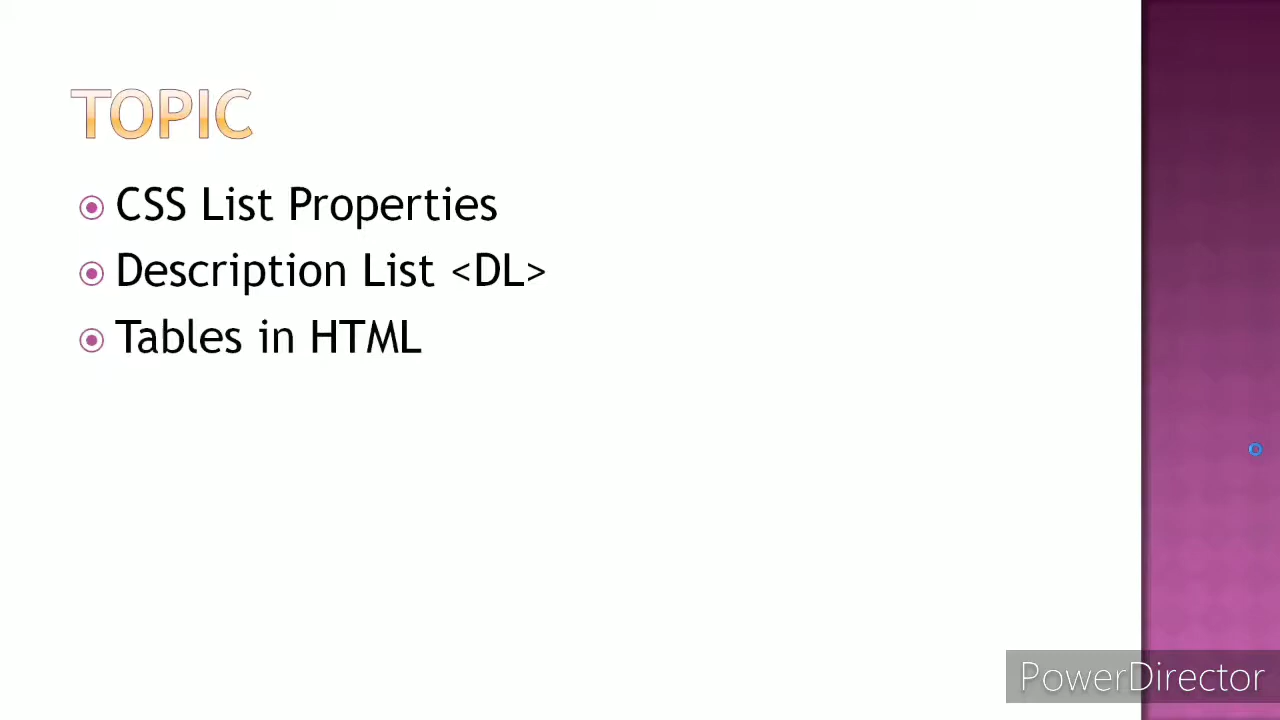 TOPIC
CSS List Properties
Description List <DL>
Tables in HTML
PowerDirector